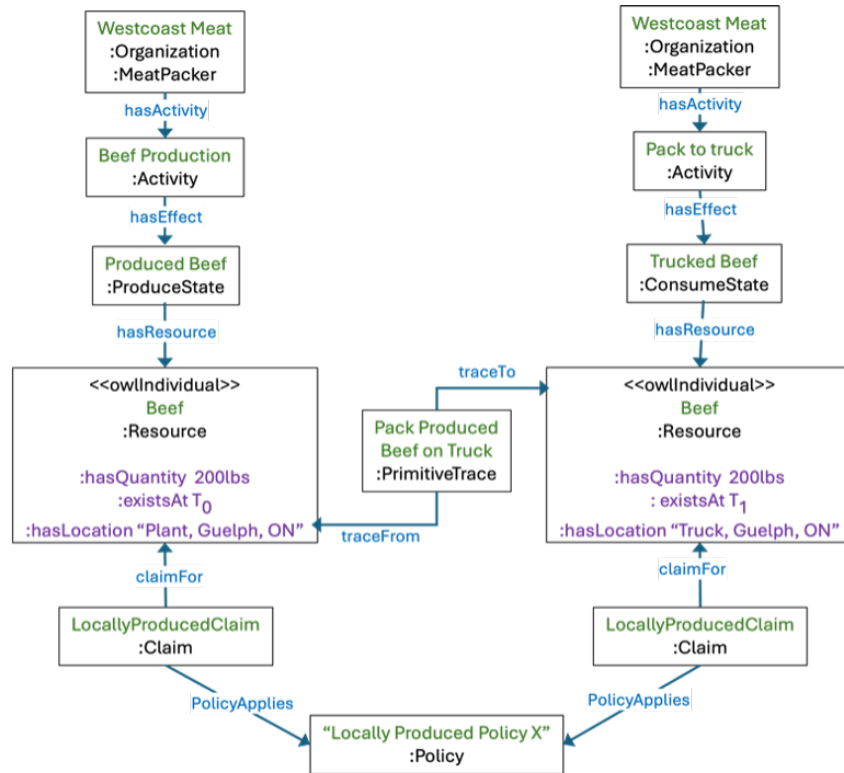 Westcoast Meat
:Organization
:MeatPacker
hasActivity
Beef Production
:Activity
hasEffect
Produced Beef
:ProduceState
hasResource
<<owlIndividual>>
Beef
:Resource
:hasQuantity 200lbs
:existsAt T0
:hasLocation “Plant, Guelph, ON”
claimFor
LocallyProducedClaim
:Claim
PolicyApplies
traceTo
Pack Produced
Beef on Truck
:PrimitiveTrace
traceFrom
Westcoast Meat
:Organization
:MeatPacker
hasActivity
Pack to truck
:Activity
hasEffect
Trucked Beef
:ConsumeState
hasResource
<<owlIndividual>>
Beef
:Resource
:hasQuantity 200lbs
: existsAt T1
:hasLocation “Truck, Guelph, ON”
claimFor
LocallyProducedClaim
:Claim
PolicyApplies
“Locally Produced Policy X”
:Policy